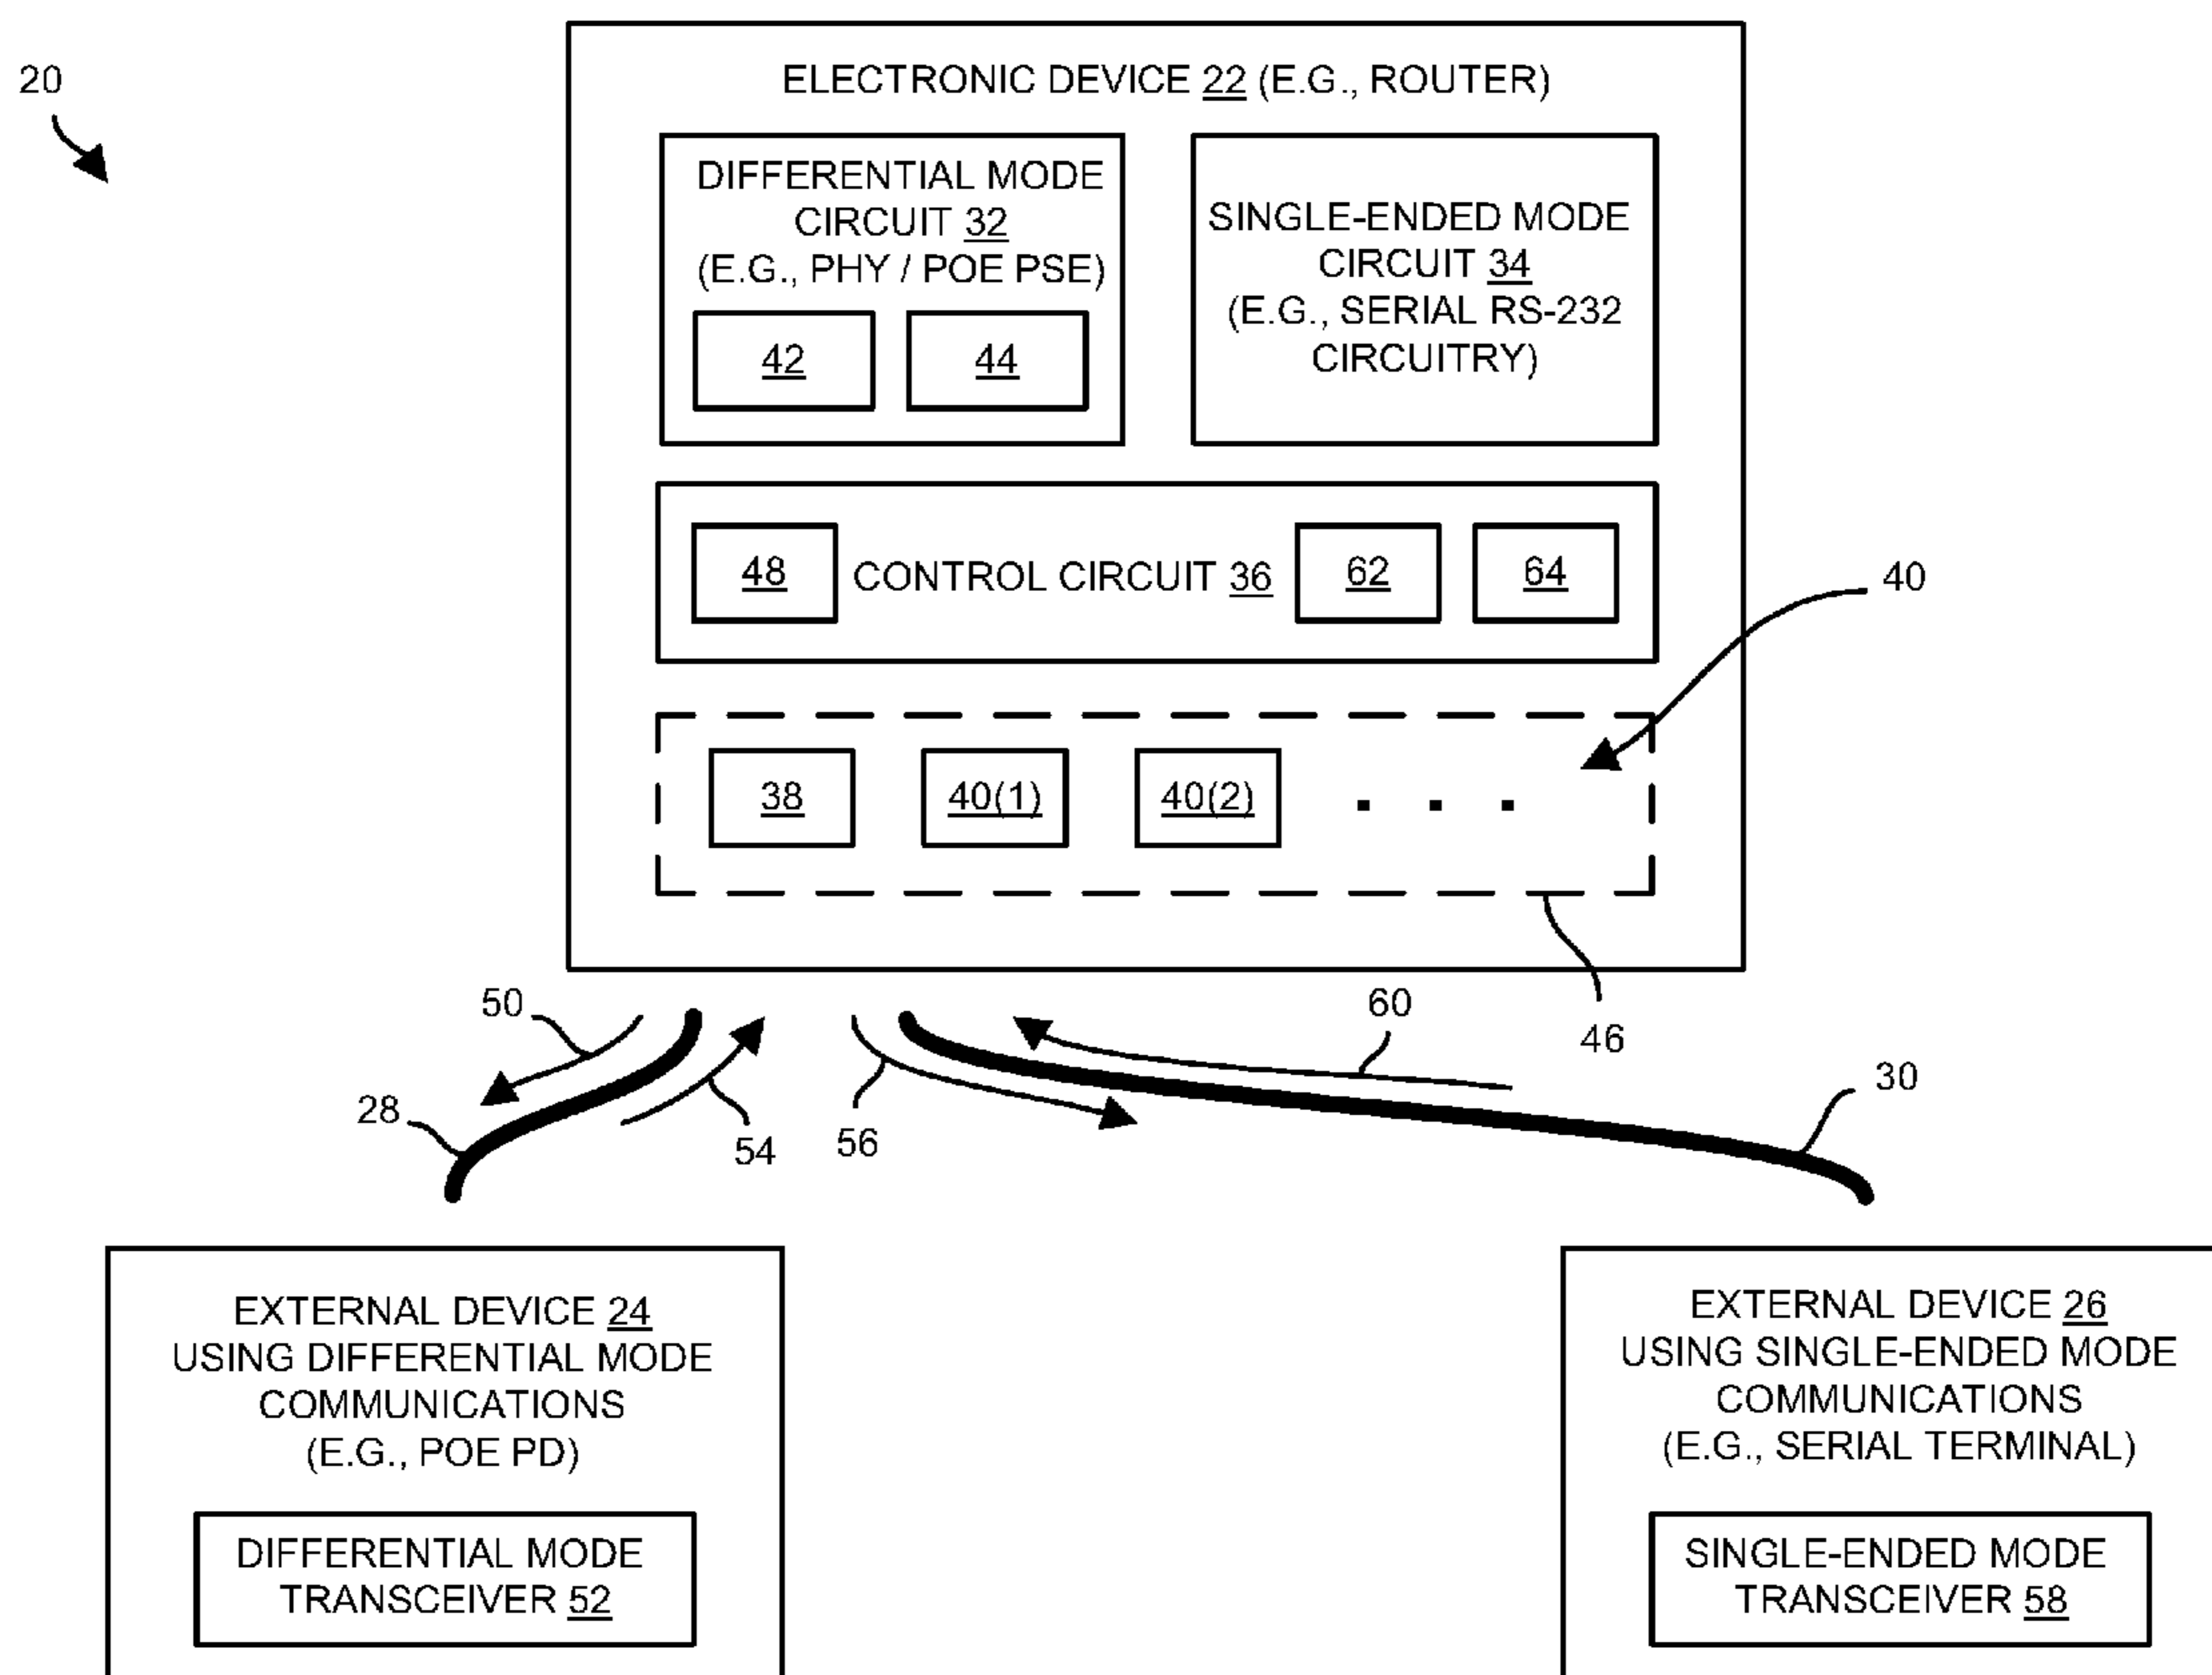 20
ELECTRONIC DEVICE 22 (E.G., ROUTER)
DIFFERENTIAL MODE
CIRCUIT 32
(E.G., PHY / POE PSE)
42
44
SINGLE-ENDED MODE
CIRCUIT 34
(E.G., SERIAL RS-232
CIRCUITRY)
48
CONTROL CIRCUIT 36
62
64
40
38
40(1)
40(2)
. . .
46
50
28
54
56
60
30
EXTERNAL DEVICE 24
USING DIFFERENTIAL MODE
COMMUNICATIONS
(E.G., POE PD)
DIFFERENTIAL MODE
TRANSCEIVER 52
EXTERNAL DEVICE 26
USING SINGLE-ENDED MODE
COMMUNICATIONS
(E.G., SERIAL TERMINAL)
SINGLE-ENDED MODE
TRANSCEIVER 58